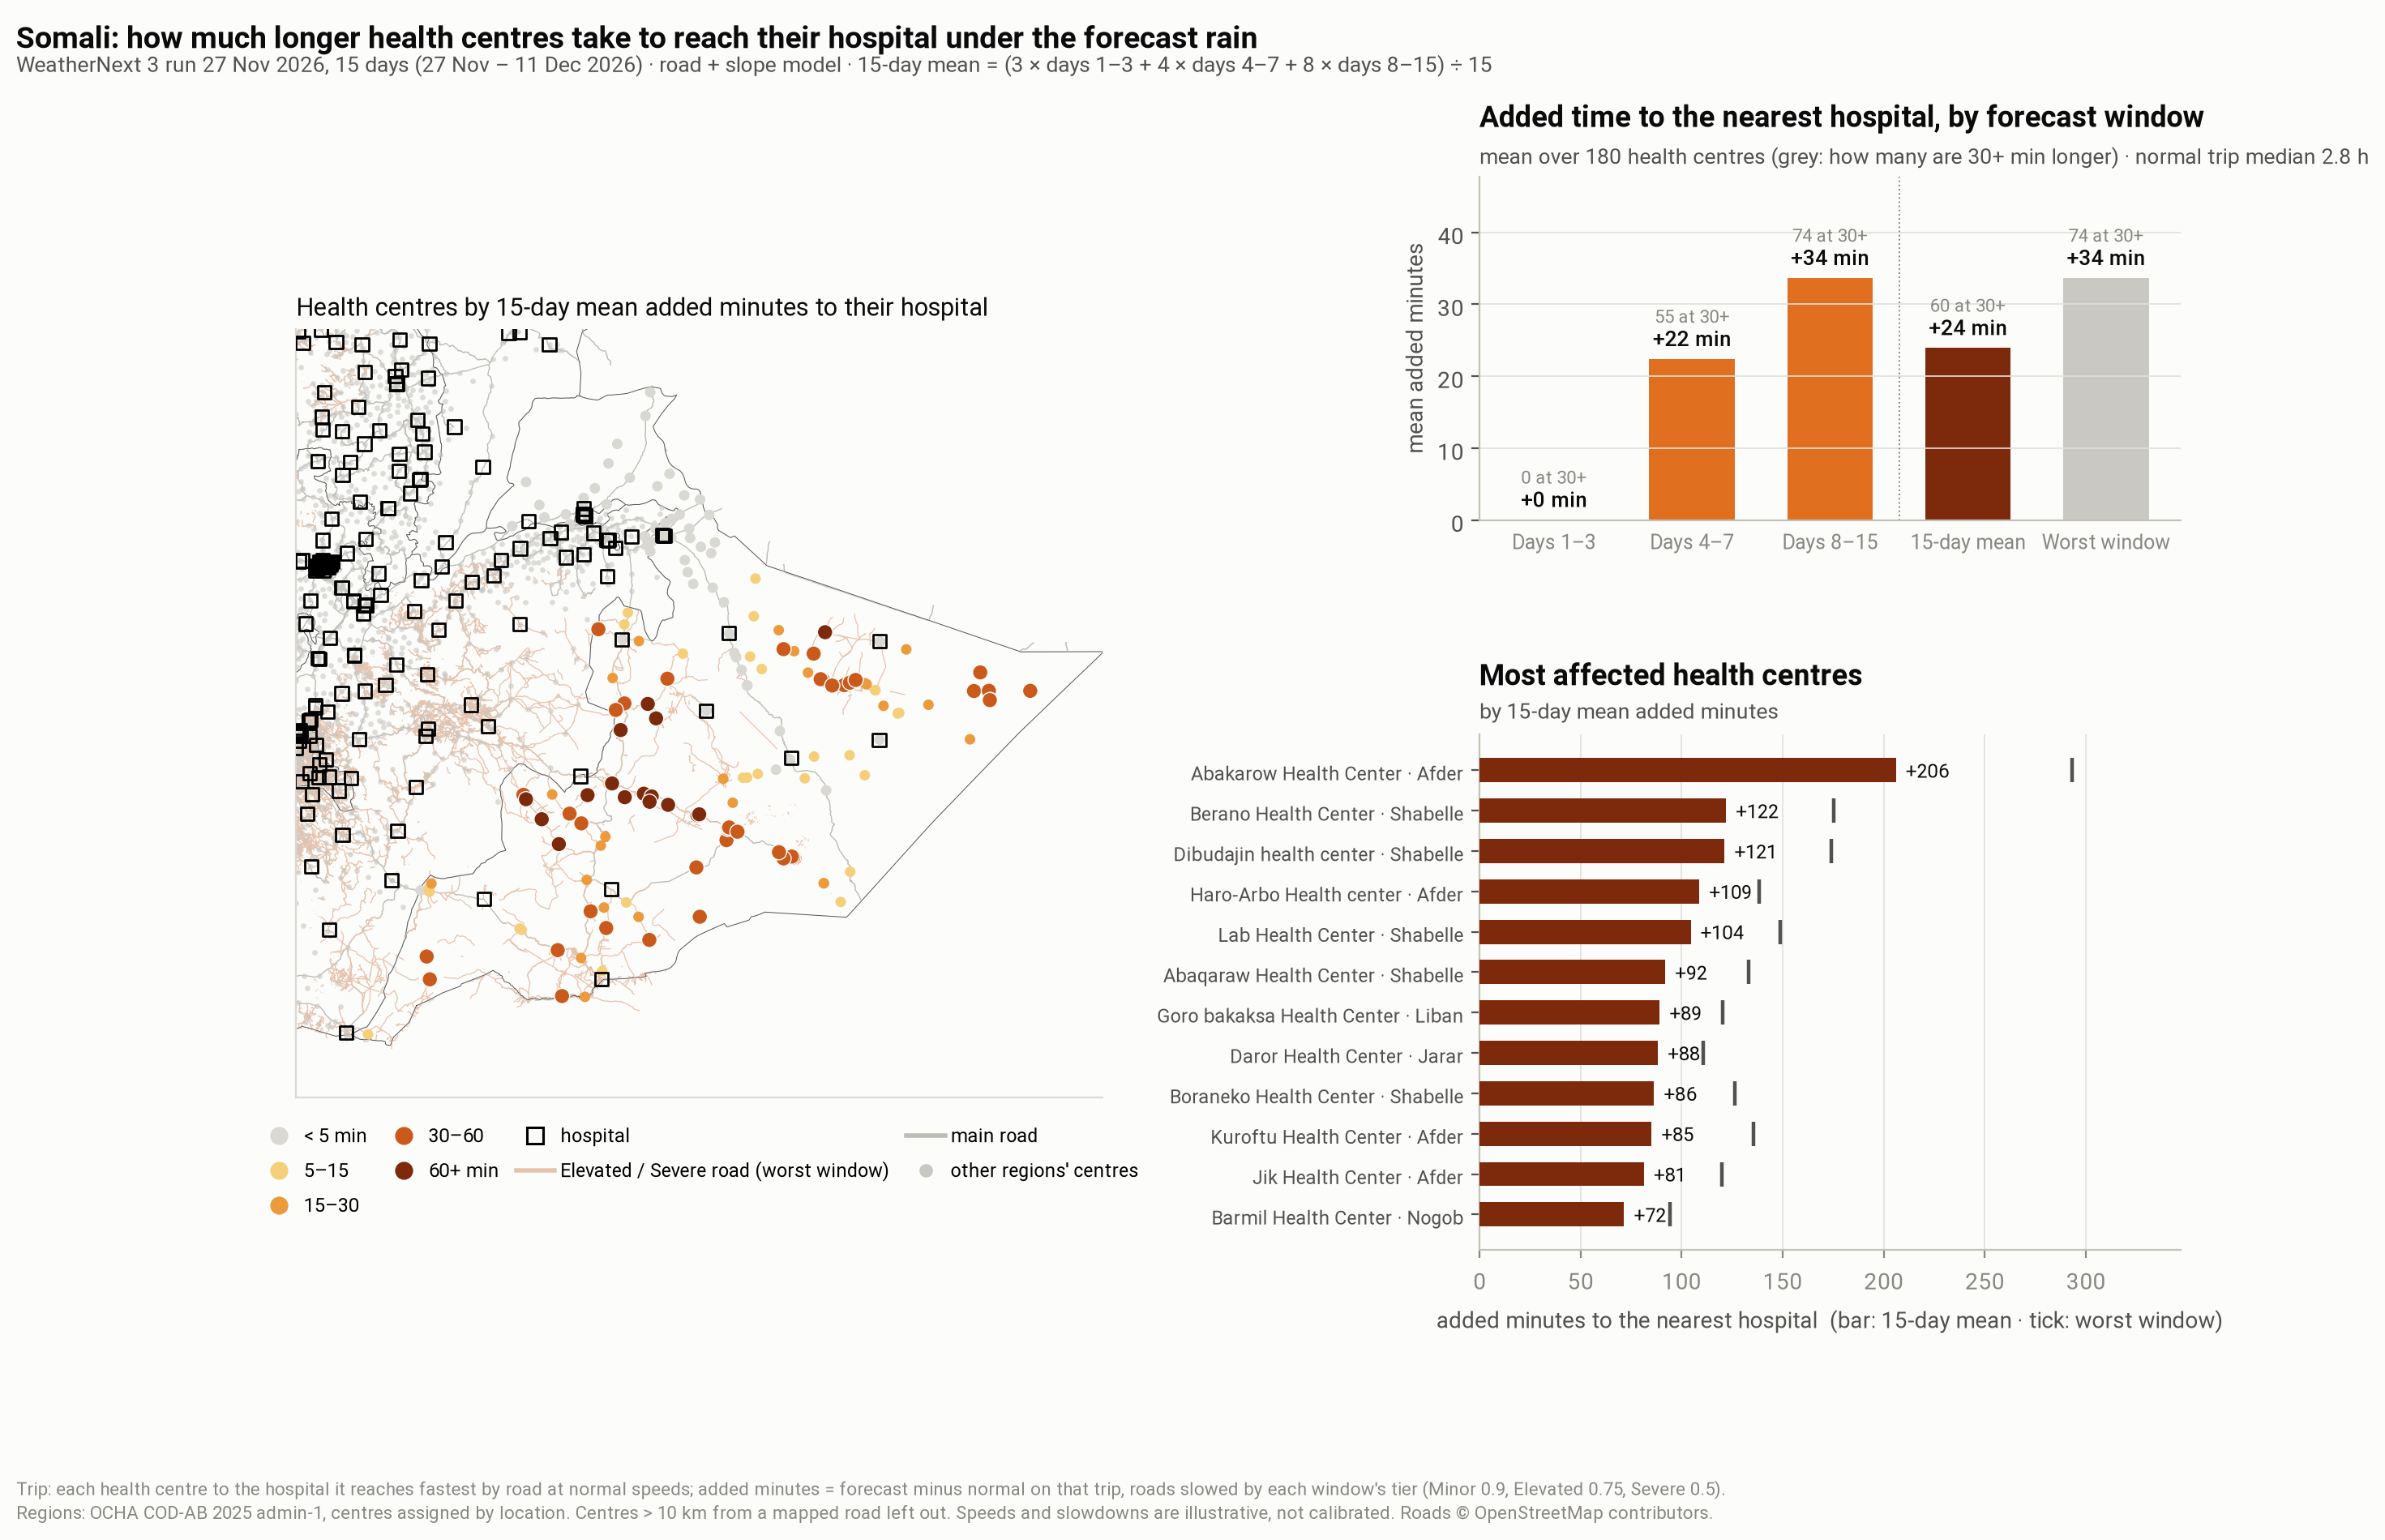 Somali: how much longer health centres take to reach their hospital under the forecast rain
WeatherNext 3 run 27 Nov 2026, 15 days (27 Nov – 11 Dec 2026) · road + slope model · 15-day mean = (3 × days 1–3 + 4 × days 4–7 + 8 × days 8–15) ÷ 15
Health centres by 15-day mean added minutes to their hospital
< 5 min
5–15
15–30
30–60
60+ min
hospital
Elevated / Severe road (worst window)
main road
other regions' centres
Added time to the nearest hospital, by forecast window
mean over 180 health centres (grey: how many are 30+ min longer) · normal trip median 2.8 h
mean added minutes
40
30
20
10
0
0 at 30+
+0 min
55 at 30+
+22 min
74 at 30+
+34 min
60 at 30+
+24 min
74 at 30+
+34 min
Days 1–3
Days 4–7
Days 8–15
15-day mean
Worst window
Most affected health centres
by 15-day mean added minutes
Abakarow Health Center · Afder +206
Berano Health Center · Shabelle +122
Dibudajin health center · Shabelle +121
Haro-Arbo Health center · Afder +109
Lab Health Center · Shabelle +104
Abaqaraw Health Center · Shabelle +92
Goro bakaksa Health Center · Liban +89
Daror Health Center · Jarar +88
Boraneko Health Center · Shabelle +86
Kuroftu Health Center · Afder +85
Jik Health Center · Afder +81
Barmil Health Center · Nogob +72
0 50 100 150 200 250 300
added minutes to the nearest hospital (bar: 15-day mean · tick: worst window)
Trip: each health centre to the hospital it reaches fastest by road at normal speeds; added minutes = forecast minus normal on that trip, roads slowed by each window's tier (Minor 0.9, Elevated 0.75, Severe 0.5).
Regions: OCHA COD-AB 2025 admin-1, centres assigned by location. Centres > 10 km from a mapped road left out. Speeds and slowdowns are illustrative, not calibrated. Roads © OpenStreetMap contributors.